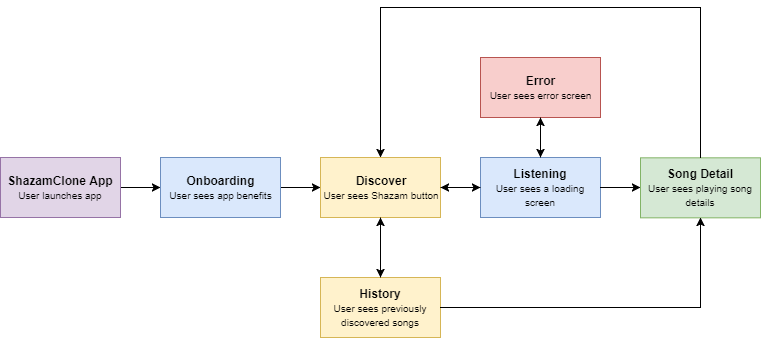 Error
User sees error screen
ShazamClone App
User launches app
Onboarding
User sees app benefits
Discover
User sees Shazam button
Listening
User sees a loading
screen
Song Detail
User sees playing song
details
History
User sees previously
discovered songs